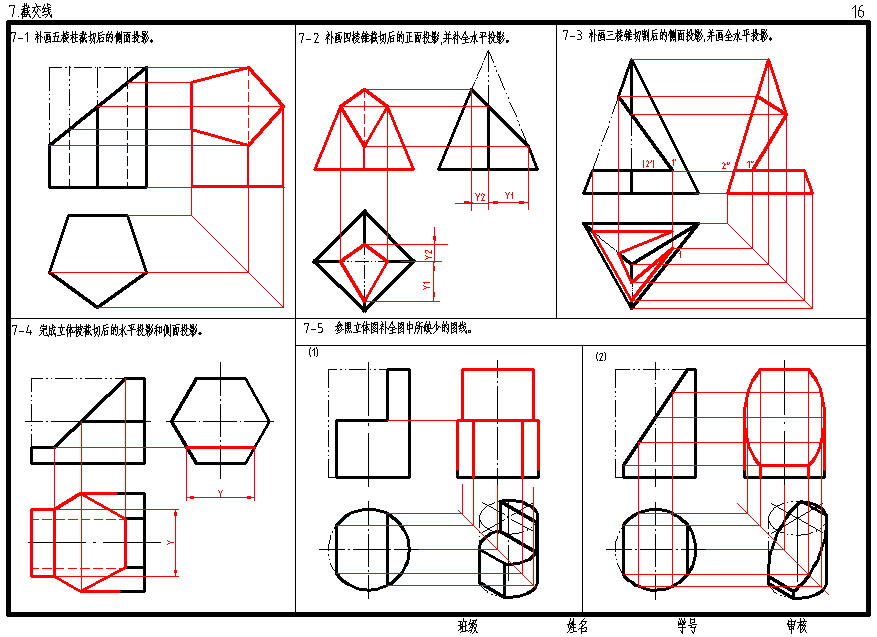 7.截交线
16
7-1 补画五棱柱截切后的侧面投影。
7-2 补画四棱锥截切后的正面投影,并补全水平投影。
7-3 补画三棱锥切割后的侧面投影,并画全水平投影。
(2')
1'
2"
1"
Y2
Y1
Y2
Y1
1
7-4 完成立体被截切后的水平投影和侧面投影。
7-5 参照立体图补全图中所缺少的图线。
(1)
(2)
Y
Y
班级
姓名
学号
审核